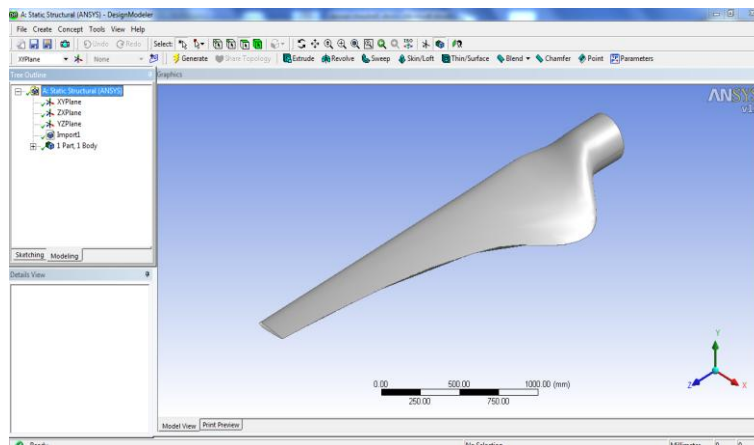 A: Static Structural (ANSYS) - DesignModeler
File Create Concept Tools View Help
Undo Redo Select:
XYPlane None Generate Share Topology Extrude Revolve Sweep Skin/Loft Thin/Surface Blend Chamfer Point Parameters
Tree Outline
Graphics
A: Static Structural (ANSYS)
XYPlane
ZXPlane
YZPlane
Import1
1 Part, 1 Body
ANSYS
Sketching Modeling
Details View
0.00 500.00 1000.00 (mm)
250.00 750.00
Y
Z X
Model View Print Preview
Ready No Selection Millimeter 0 0